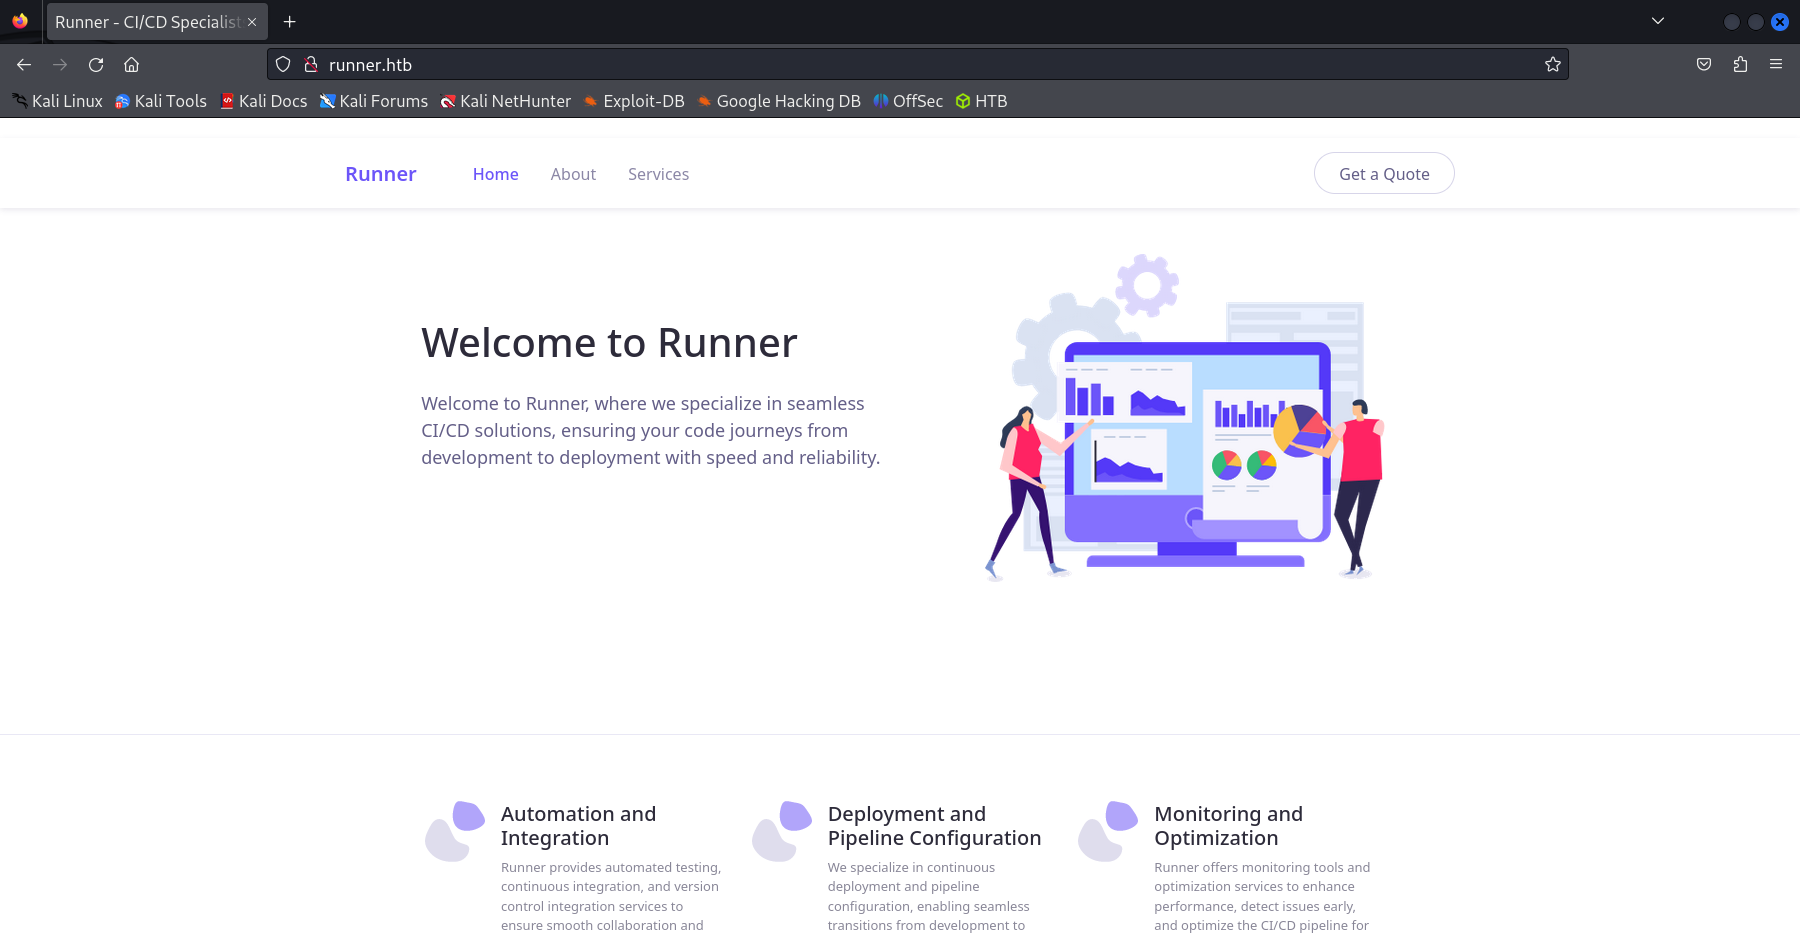 Runner - CI/CD Specialist
runner.htb
Kali Linux Kali Tools Kali Docs Kali Forums Kali NetHunter Exploit-DB Google Hacking DB OffSec HTB
Runner Home About Services Get a Quote
Welcome to Runner
Welcome to Runner, where we specialize in seamless
CI/CD solutions, ensuring your code journeys from
development to deployment with speed and reliability.
Automation and
Integration
Runner provides automated testing,
continuous integration, and version
control integration services to
ensure smooth collaboration and
Deployment and
Pipeline Configuration
We specialize in continuous
deployment and pipeline
configuration, enabling seamless
transitions from development to
Monitoring and
Optimization
Runner offers monitoring tools and
optimization services to enhance
performance, detect issues early,
and optimize the CI/CD pipeline for